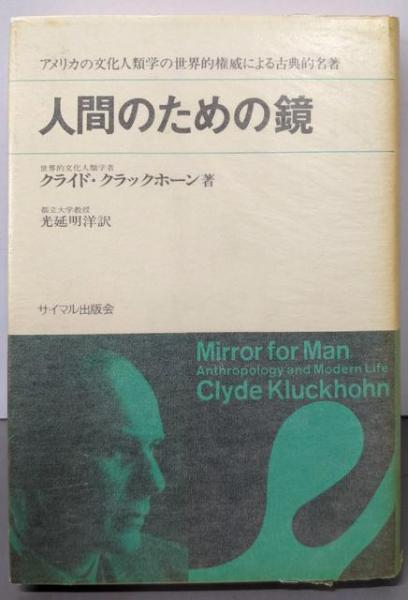 アメリカの文化人類学の世界的権威による古典的名著
人間のための鏡
世界的文化人類学者
クライド・クラックホーン著
都立大学教授
光延明洋訳
サイマル出版会
Mirror for Man
Anthropology and Modern Life
Clyde Kluckhohn